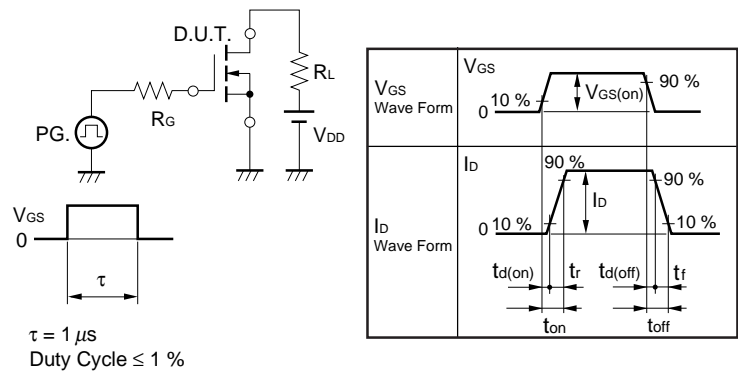 D.U.T.
RL
RG
PG.
VDD
VGS
0
τ
τ = 1 μs
Duty Cycle ≤ 1 %
VGS
Wave Form
VGS
10 %
0
VGS(on)
90 %
ID
Wave Form
ID
90 %
90 %
ID
0 10 %
10 %
td(on) tr td(off) tf
ton toff